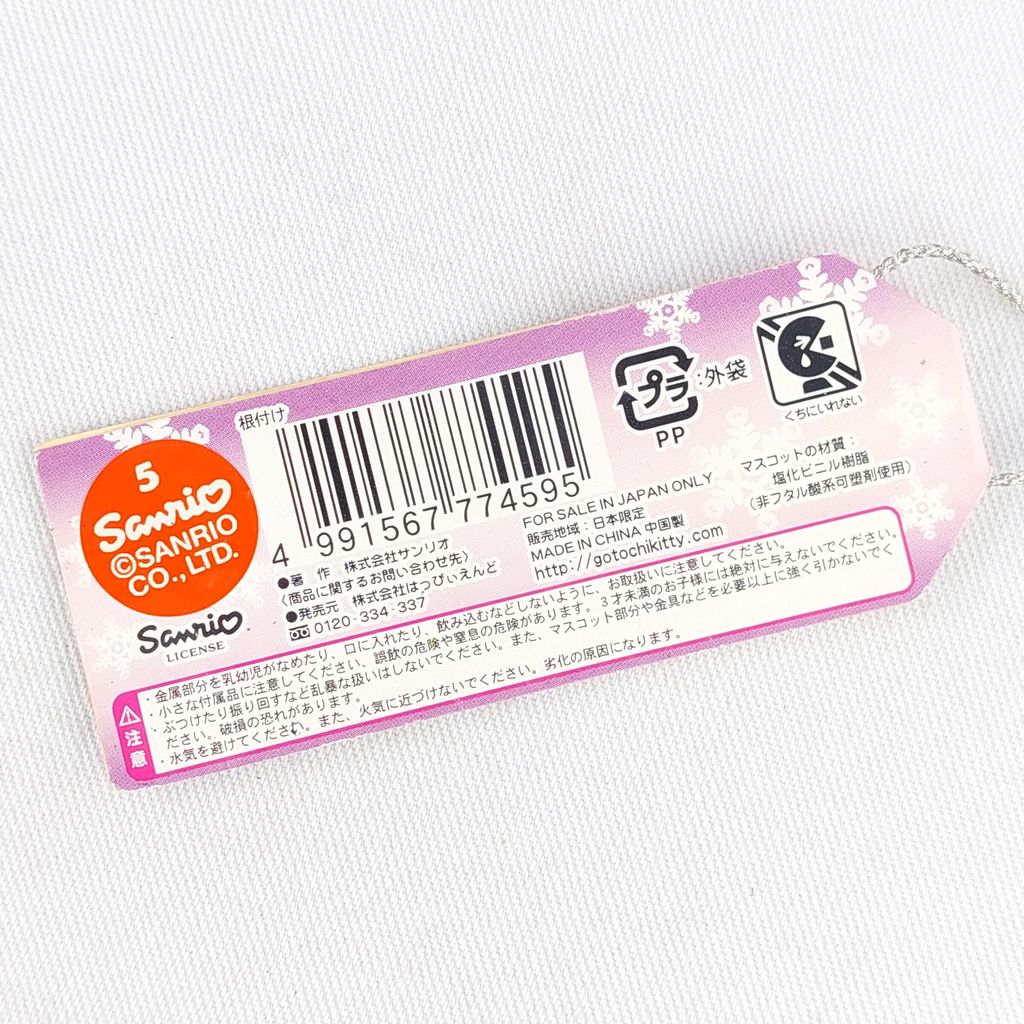 根付け
4 991567 774595
プラ :外袋
PP
くちにいれない
マスコットの材質:
塩化ビニル樹脂
(非フタル酸系可塑剤使用)
5
Sanrio
©SANRIO
CO., LTD.
Sanrio
LICENSE
●著 作 株式会社サンリオ
〈商品に関するお問い合わせ先〉
●発売元 株式会社はっぴぃえんど
0120-334-337
FOR SALE IN JAPAN ONLY
販売地域:日本限定
MADE IN CHINA 中国製
http://gotochikitty.com
注意
・金属部分を乳幼児がなめたり、口に入れたり、飲み込むなどしないように、お取扱いに注意してください。
・小さな付属品に注意してください、誤飲の危険や窒息の危険があります。3才未満のお子様には絶対に与えないでください。
・ぶつけたり振り回すなど乱暴な扱いはしないでください。また、マスコット部分や金具などを必要以上に強く引かないでく
ださい。破損の恐れがあります。
・水気を避けてください。また、火気に近づけないでください。劣化の原因になります。